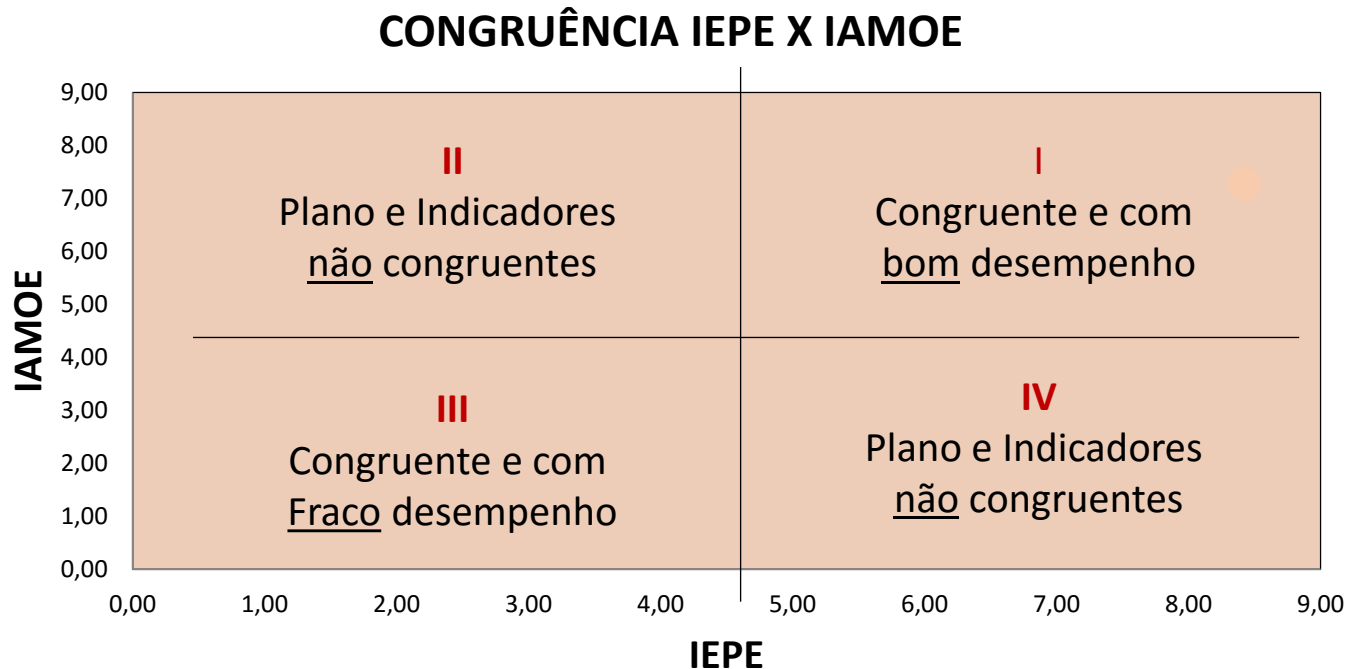 CONGRUÊNCIA IEPE X IAMOE
9,00
8,00
7,00
6,00
5,00
4,00
3,00
2,00
1,00
0,00
IAMOE
II
Plano e Indicadores
não congruentes
I
Congruente e com
bom desempenho
III
Congruente e com
Fraco desempenho
IV
Plano e Indicadores
não congruentes
0,00 1,00 2,00 3,00 4,00 5,00 6,00 7,00 8,00 9,00
IEPE